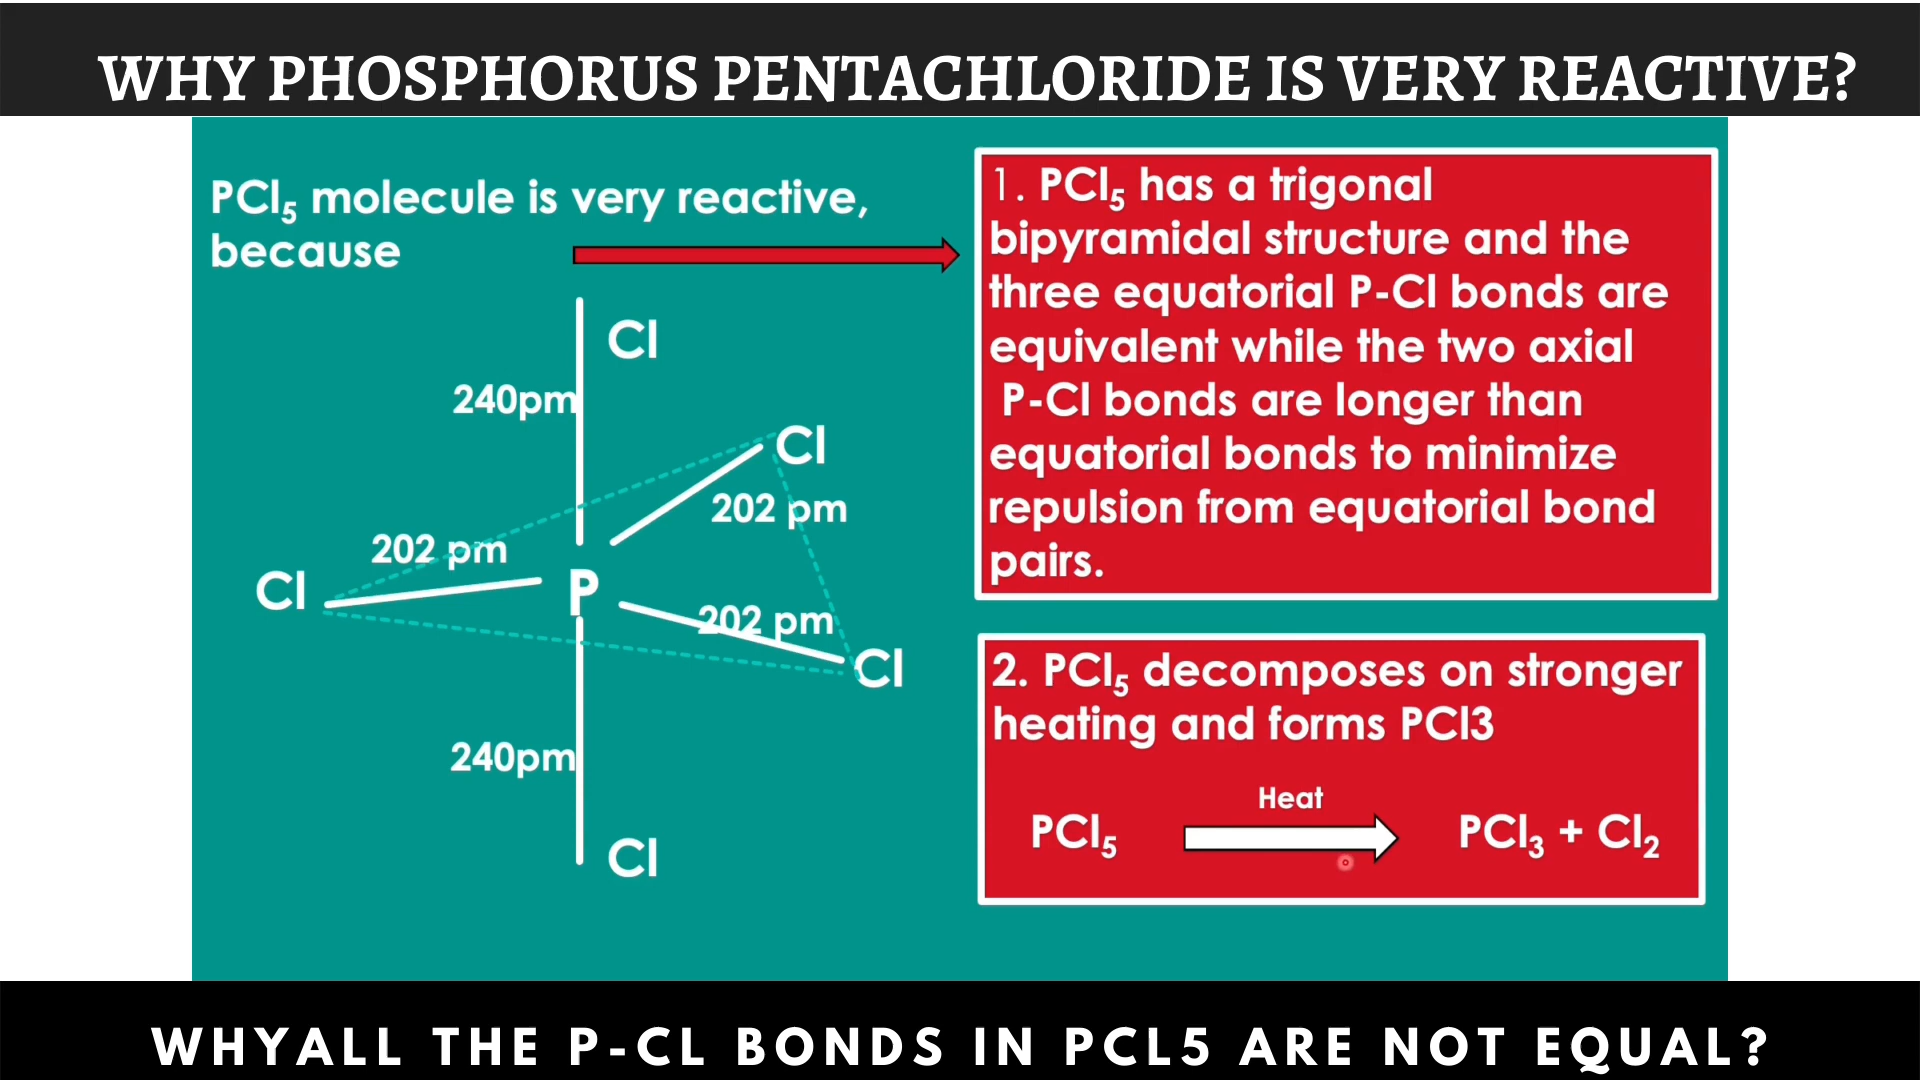 WHY PHOSPHORUS PENTACHLORIDE IS VERY REACTIVE?
PCl₅ molecule is very reactive,
because
Cl
240pm
Cl
202 pm
202 pm
Cl
P
202 pm
Cl
240pm
Cl
1. PCl₅ has a trigonal
bipyramidal structure and the
three equatorial P-Cl bonds are
equivalent while the two axial
P-Cl bonds are longer than
equatorial bonds to minimize
repulsion from equatorial bond
pairs.
2. PCl₅ decomposes on stronger
heating and forms PCl3
Heat
PCl₅ PCl₃ + Cl₂
WHYALL THE P-CL BONDS IN PCL5 ARE NOT EQUAL?